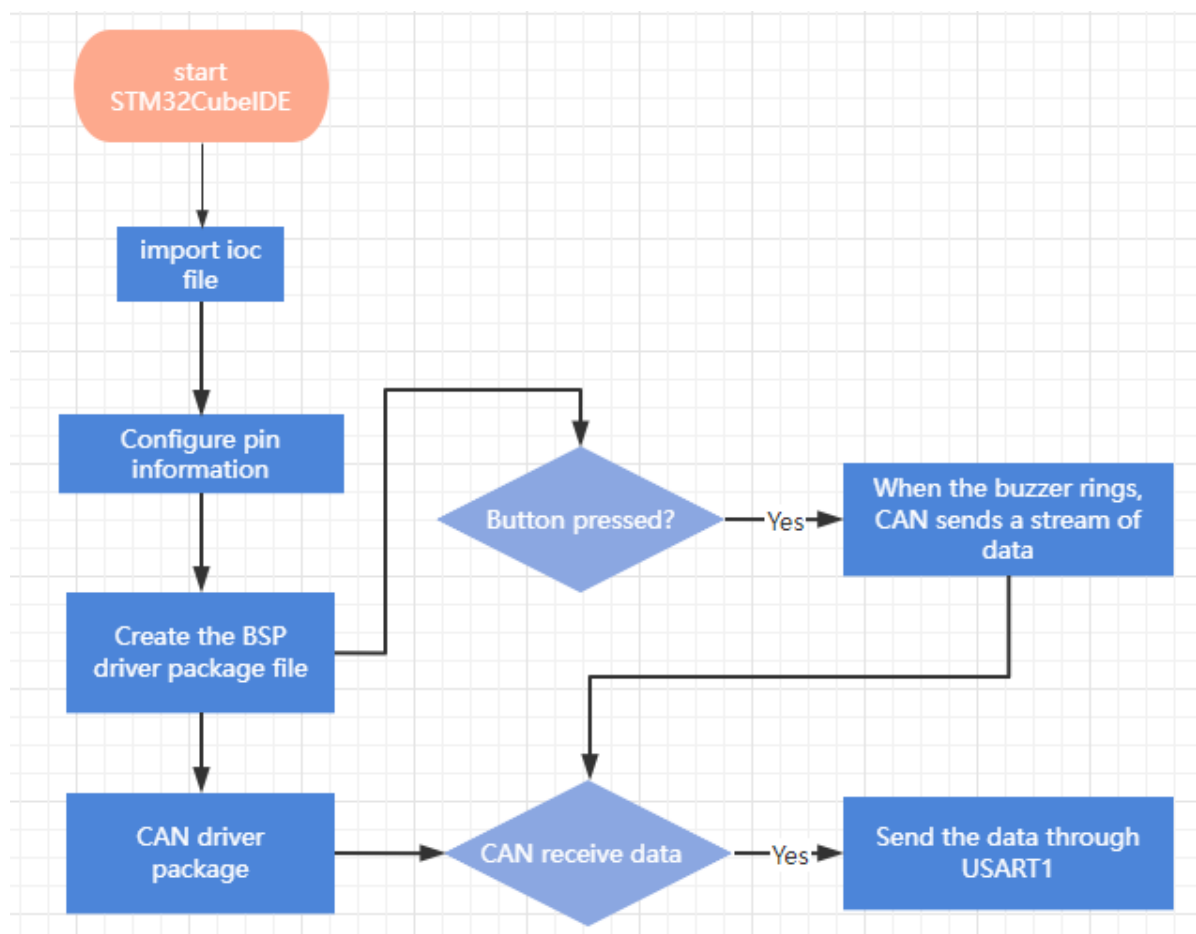 start
STM32CubeIDE
import ioc
file
Configure pin
information
Create the BSP
driver package file
Button pressed?
Yes
When the buzzer rings,
CAN sends a stream of
data
CAN driver
package
CAN receive data
Yes
Send the data through
USART1